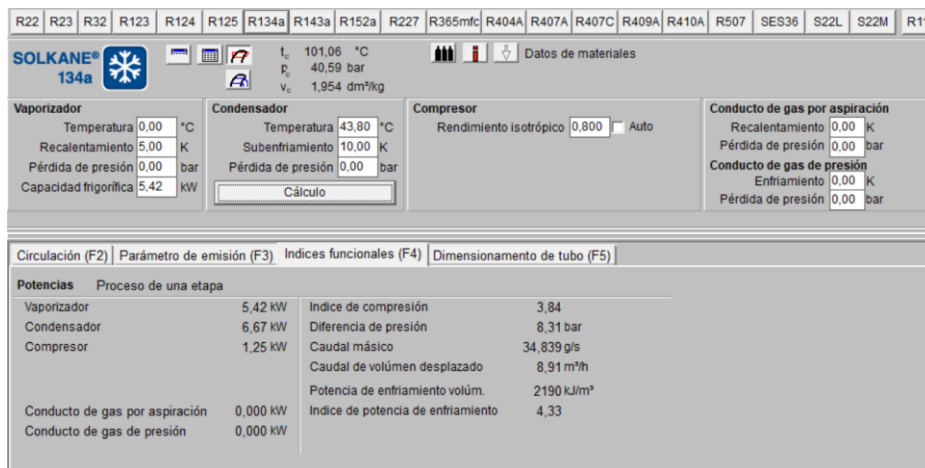 R22 R23 R32 R123 R124 R125 R134a R143a R152a R227 R365mfc R404A R407A R407C R409A R410A R507 SES36 S22L S22M
SOLKANE®
134a
tc 101,06 °C
pc 40,59 bar
vc 1,954 dm³/kg
Datos de materiales
Vaporizador
Temperatura 0,00 °C
Recalentamiento 5,00 K
Pérdida de presión 0,00 bar
Capacidad frigorífica 5,42 kW
Condensador
Temperatura 43,80 °C
Subenfriamiento 10,00 K
Pérdida de presión 0,00 bar
Cálculo
Compresor
Rendimiento isotrópico 0,800 Auto
Conducto de gas por aspiración
Recalentamiento 0,00 K
Pérdida de presión 0,00 bar
Conducto de gas de presión
Enfriamiento 0,00 K
Pérdida de presión 0,00 bar
Circulación (F2) Parámetro de emisión (F3) Indices funcionales (F4) Dimensionamento de tubo (F5)
Potencias Proceso de una etapa
Vaporizador 5,42 kW
Condensador 6,67 kW
Compresor 1,25 kW
Conducto de gas por aspiración 0,000 kW
Conducto de gas de presión 0,000 kW
Indice de compresión 3,84
Diferencia de presión 8,31 bar
Caudal másico 34,839 g/s
Caudal de volúmen desplazado 8,91 m³/h
Potencia de enfriamiento volúm. 2190 kJ/m³
Indice de potencia de enfriamiento 4,33